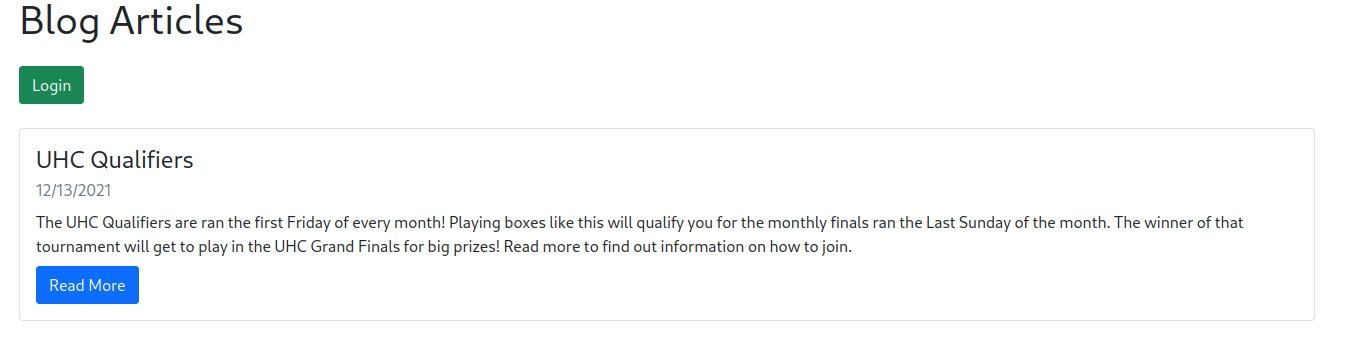 Blog Articles
Login
UHC Qualifiers
12/13/2021
The UHC Qualifiers are ran the first Friday of every month! Playing boxes like this will qualify you for the monthly finals ran the Last Sunday of the month. The winner of that
tournament will get to play in the UHC Grand Finals for big prizes! Read more to find out information on how to join.
Read More